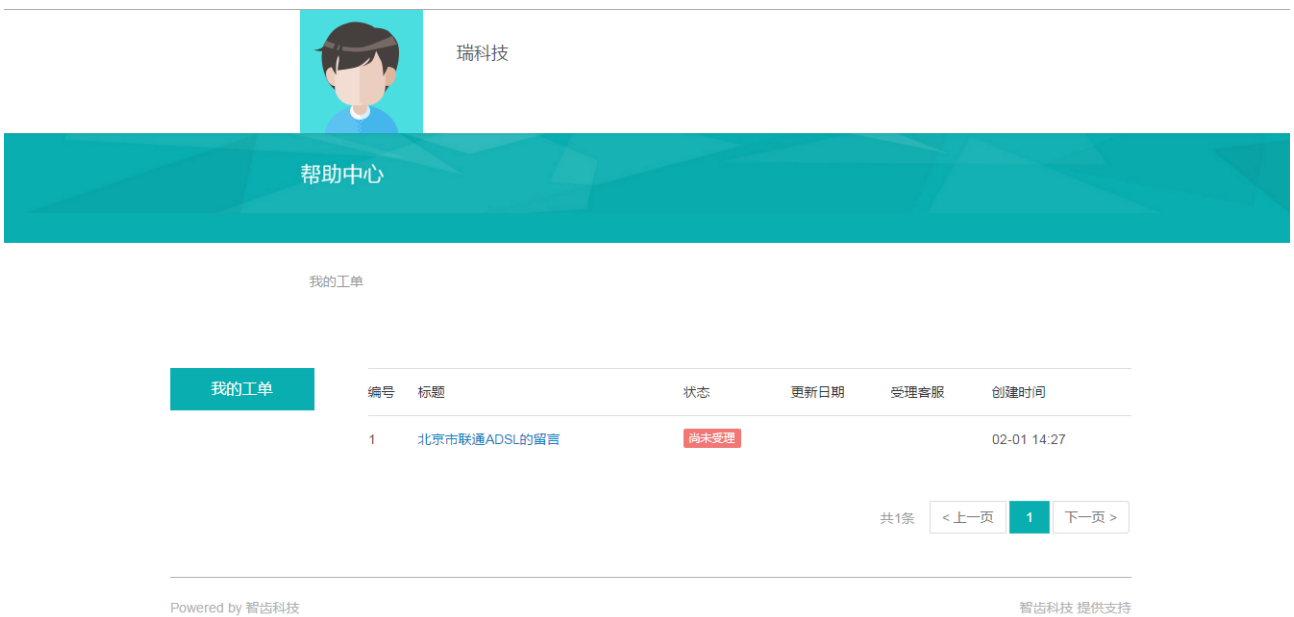 瑞科技
帮助中心
我的工单
我的工单
编号 标题 状态 更新日期 受理客服 创建时间
1 北京市联通ADSL的留言 尚未受理 02-01 14:27
共1条 < 上一页 1 下一页 >
Powered by 智齿科技 智齿科技 提供支持